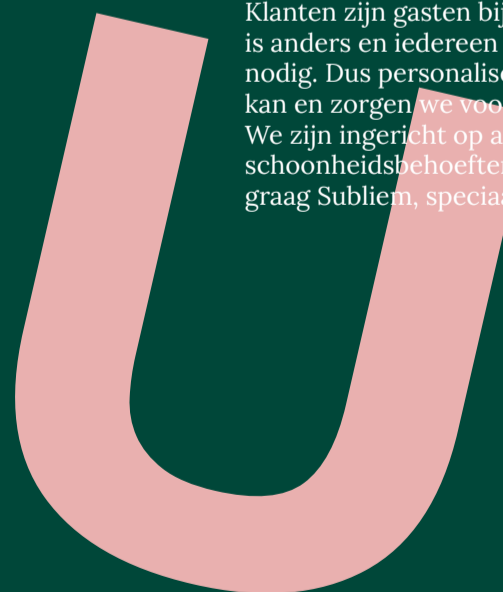 Klanten zijn gasten bij
is anders en iedereen
nodig. Dus personalise
kan en zorgen we voo
We zijn ingericht op a
schoonheidsbehoefte
graag Subliem, specia
U